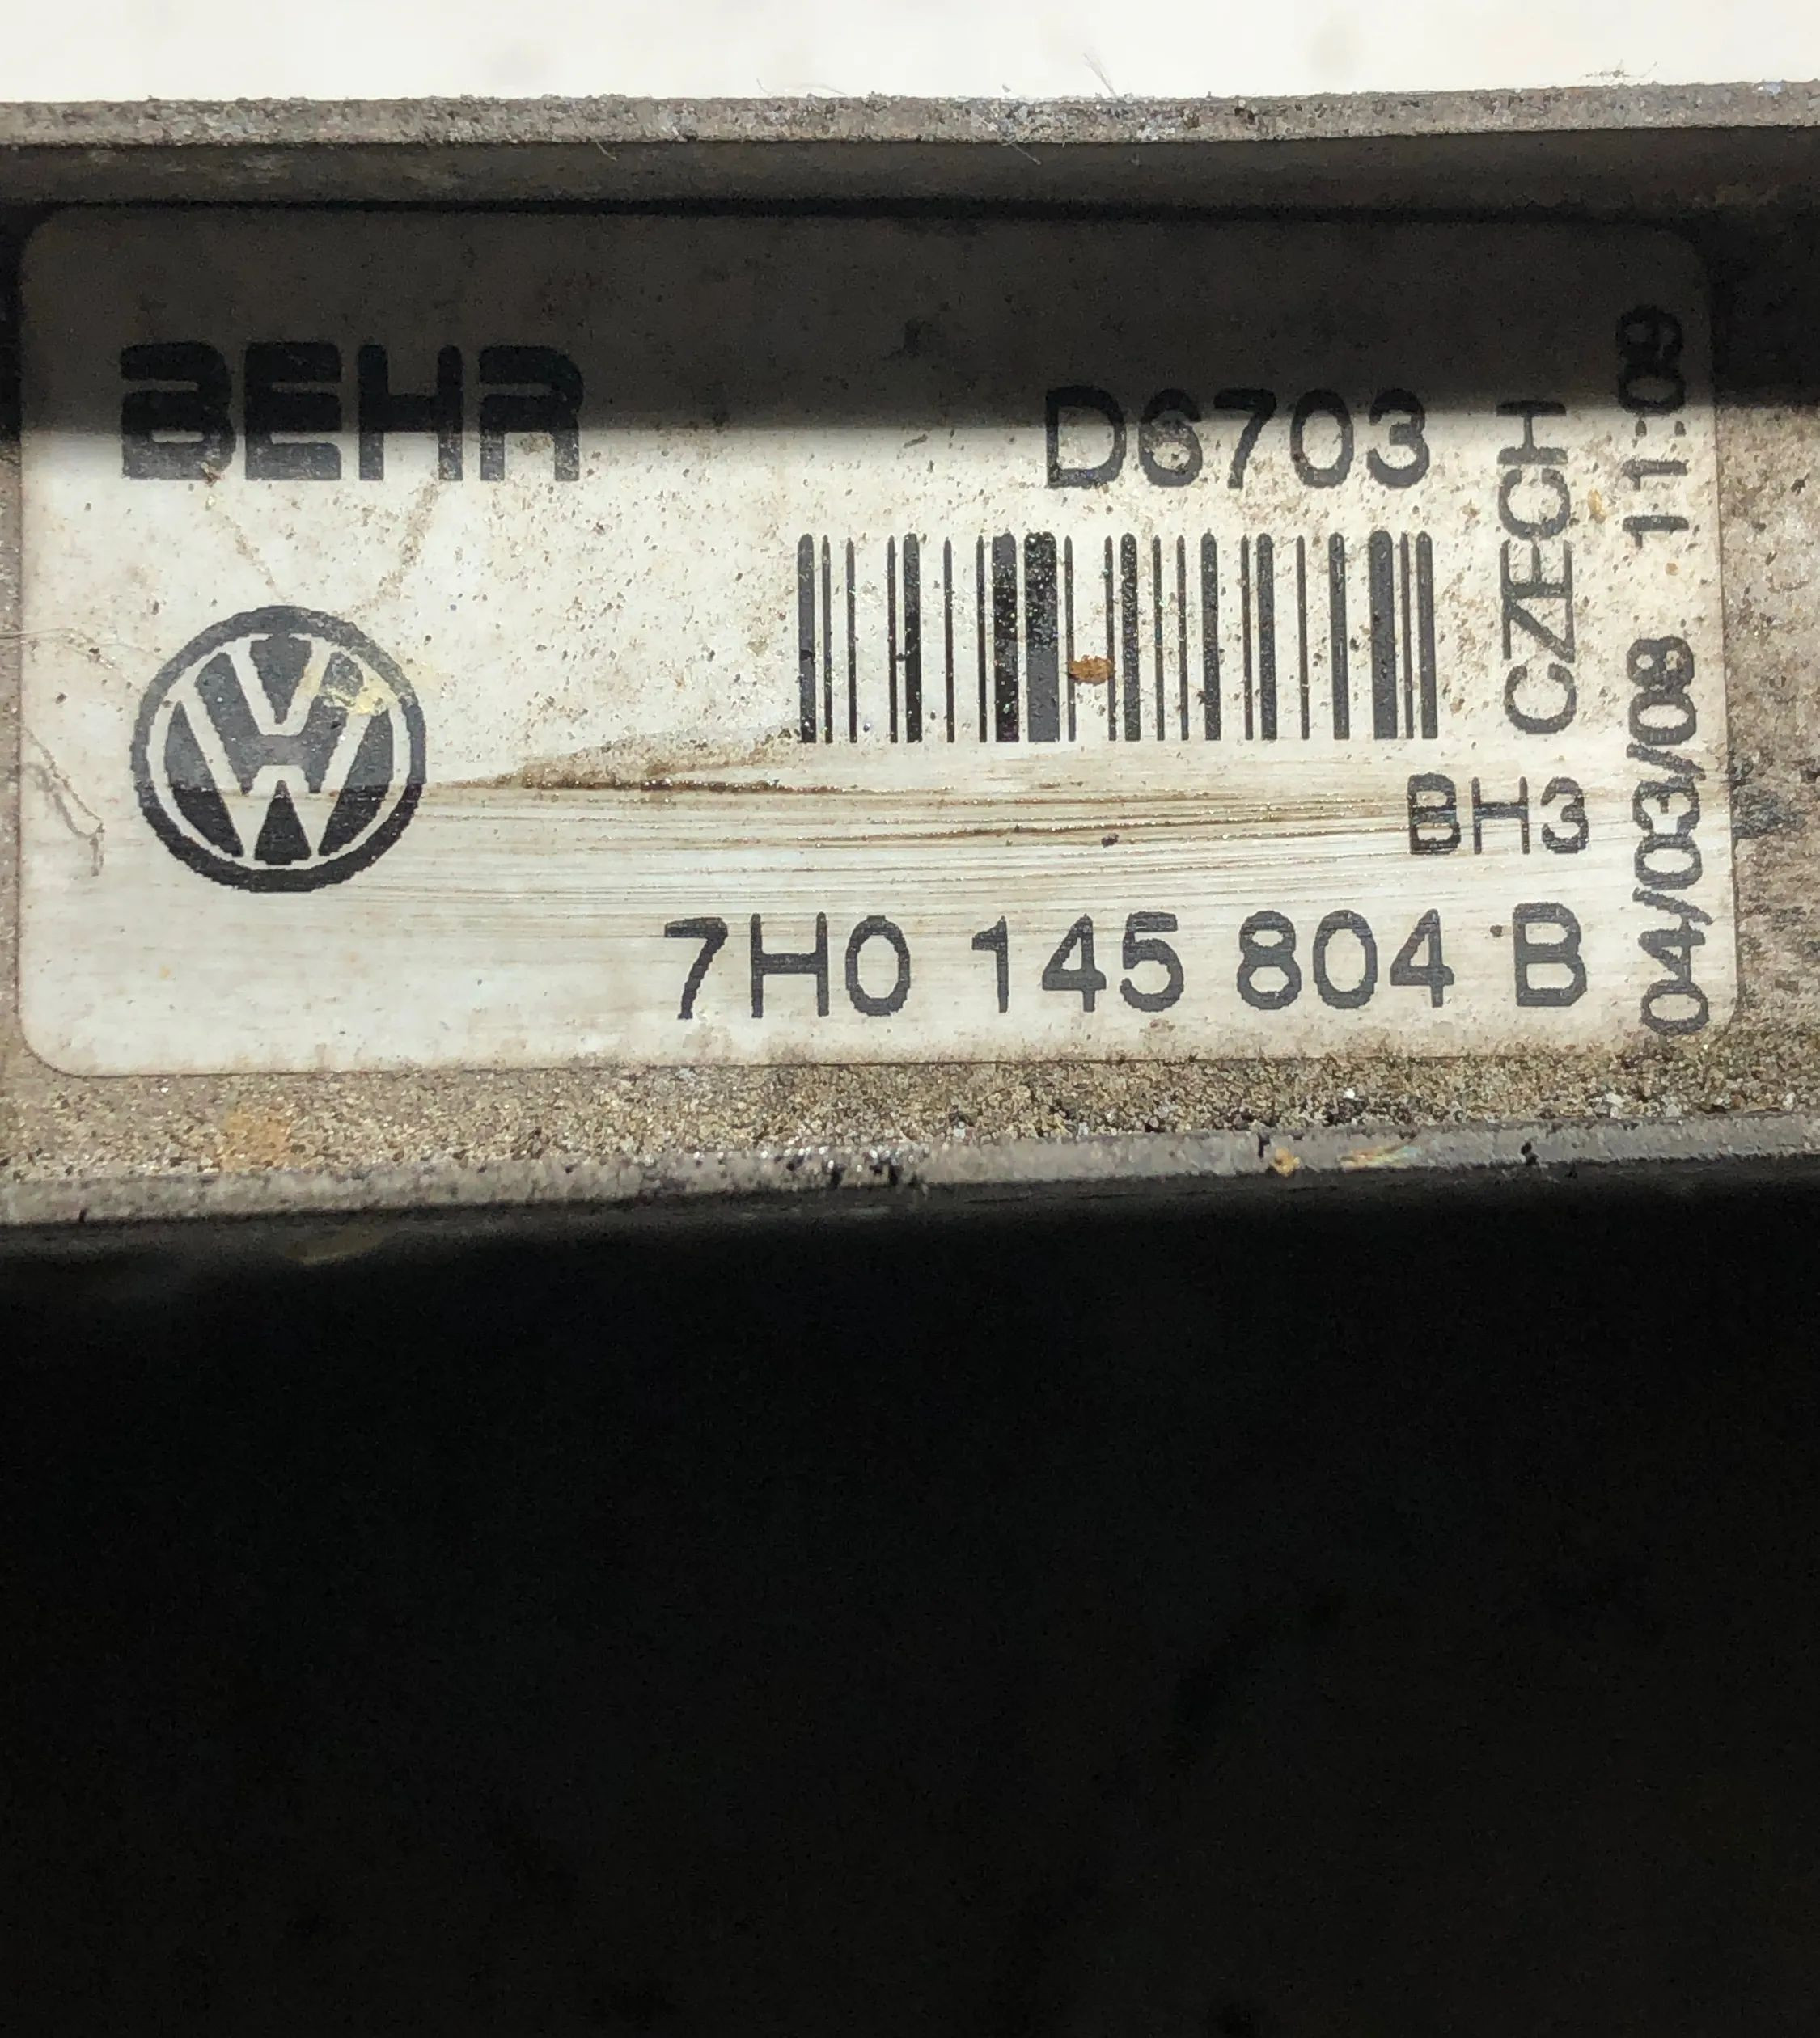 BEHR
D6703
CZECH
04/03/08 11:09
BH3
7H0 145 804 B